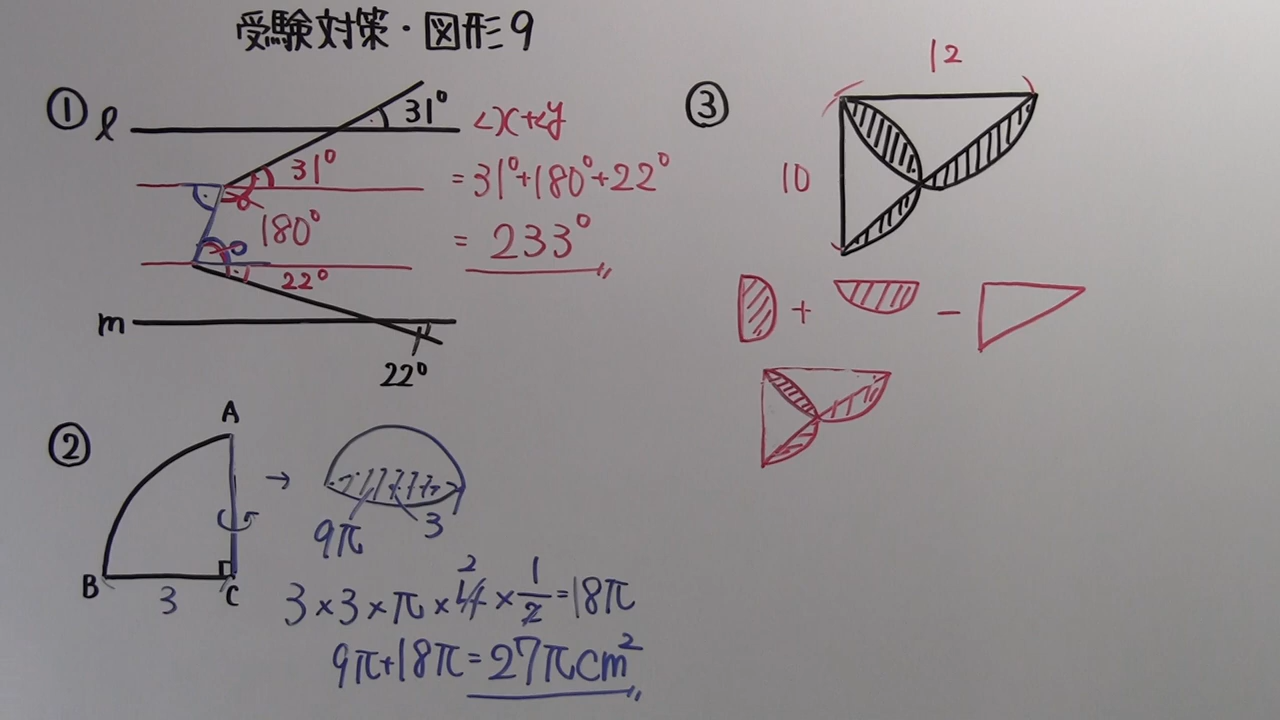 受験対策・図形9
①
ℓ
31°
31°
180°
22°
m
22°
∠x+∠y
=31°+180°+22°
= 233°
②
A
B
3
C
→
9π
3
3×3×π×4×1/2=18π
2
9π+18π=27πcm²
③
12
10
+
−